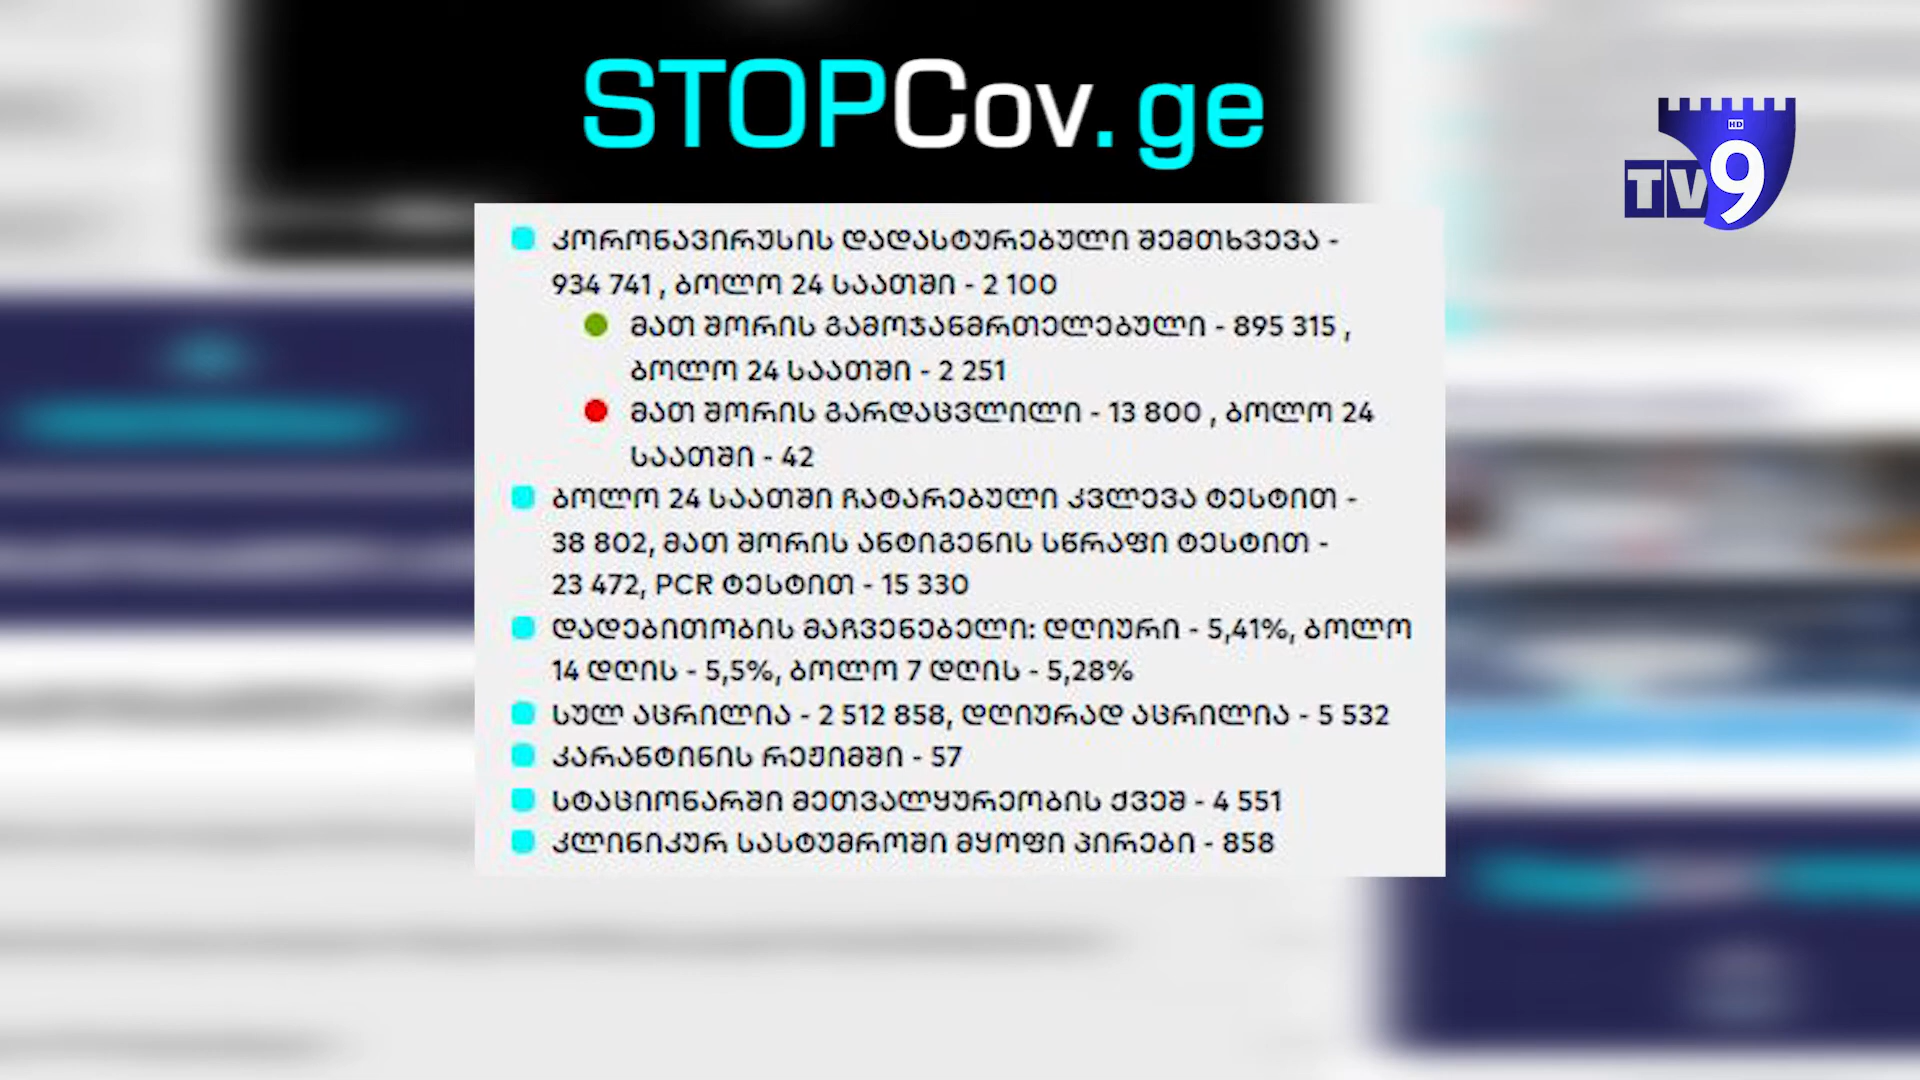 STOPCov.ge
HD
TV9
კორონავირუსის დადასტურებული შემთხვევა -
934 741 , ბოლო 24 საათში - 2 100
მათ შორის გამოჯანმრთელებული - 895 315 ,
ბოლო 24 საათში - 2 251
მათ შორის გარდაცვლილი - 13 800 , ბოლო 24
საათში - 42
ბოლო 24 საათში ჩატარებული კვლევა ტესტით -
38 802, მათ შორის ანტიგენის სწრაფი ტესტით -
23 472, PCR ტესტით - 15 330
დადებითობის მაჩვენებელი: დღიური - 5,41%, ბოლო
14 დღის - 5,5%, ბოლო 7 დღის - 5,28%
სულ აცრილია - 2 512 858, დღიურად აცრილია - 5 532
კარანტინის რეჟიმში - 57
სტაციონარში მეთვალყურეობის ქვეშ - 4 551
კლინიკურ სასტუმროში მყოფი პირები - 858